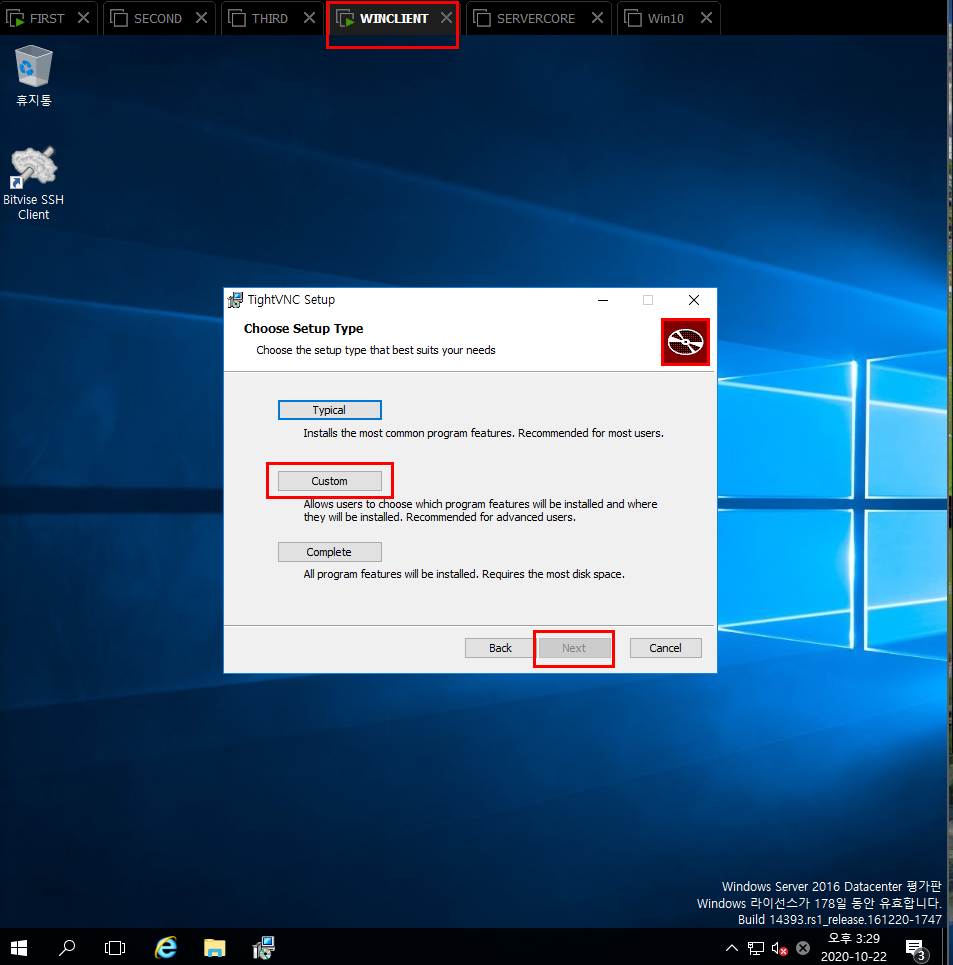 FIRST
SECOND
THIRD
WINCLIENT
SERVERCORE
Win10
휴지통
Bitvise SSH
Client
TightVNC Setup
Choose Setup Type
Choose the setup type that best suits your needs
Typical
Installs the most common program features. Recommended for most users.
Custom
Allows users to choose which program features will be installed and where
they will be installed. Recommended for advanced users.
Complete
All program features will be installed. Requires the most disk space.
Back
Next
Cancel
Windows Server 2016 Datacenter 평가판
Windows 라이선스가 178일 동안 유효합니다.
Build 14393.rs1_release.161220-1747
오후 3:29
2020-10-22
3